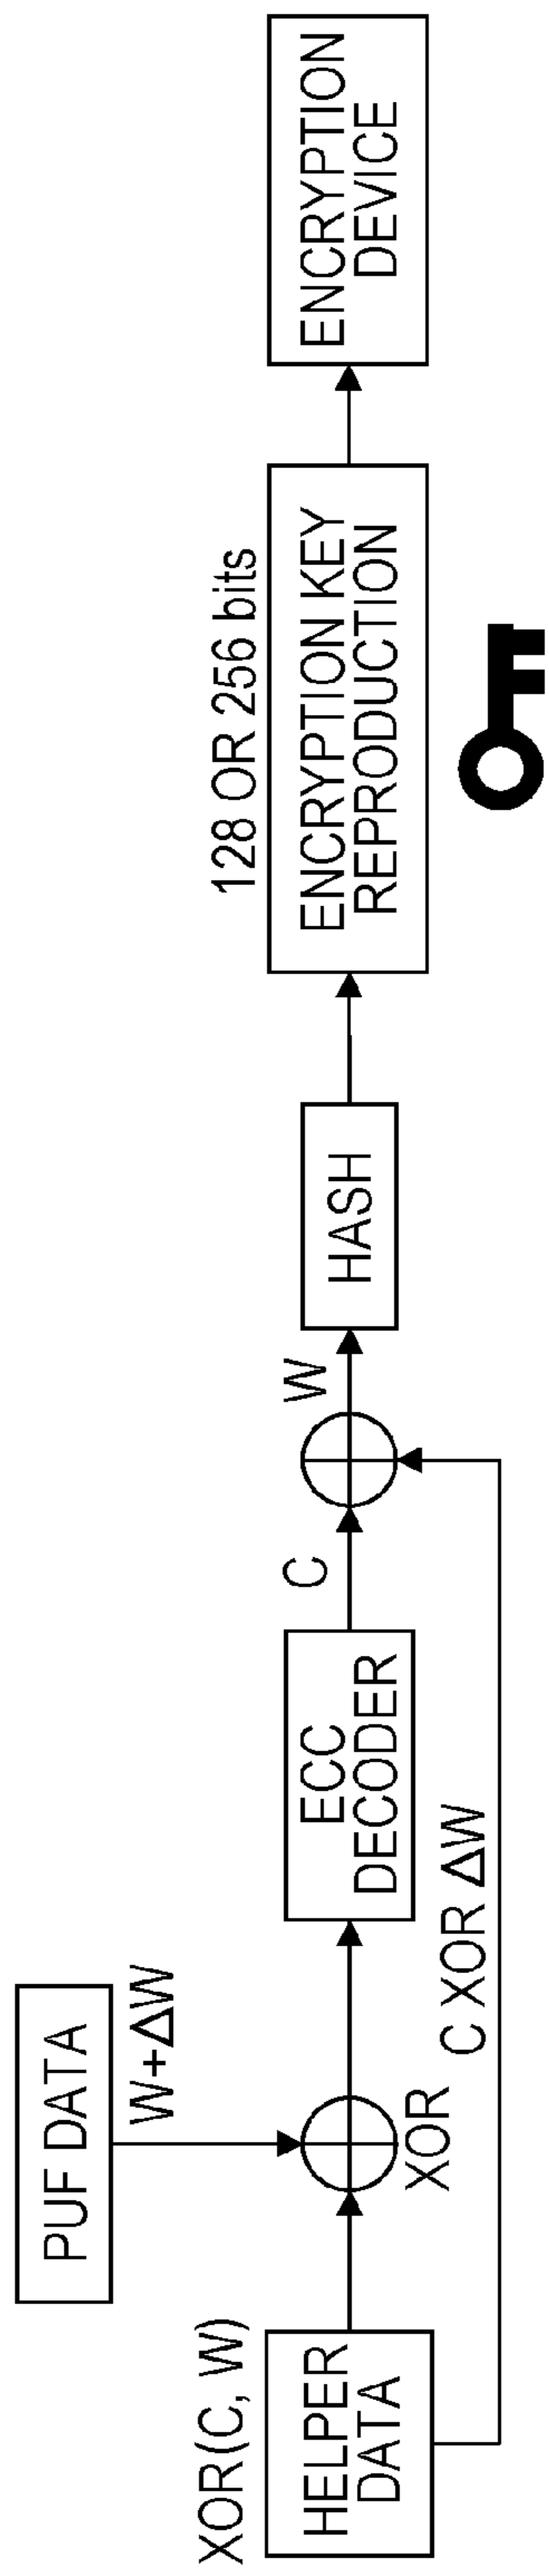 PUF DATA
W+ΔW
XOR(C, W)
HELPER
DATA
XOR
C XOR ΔW
ECC
DECODER
C
W
HASH
128 OR 256 bits
ENCRYPTION KEY
REPRODUCTION
ENCRYPTION
DEVICE